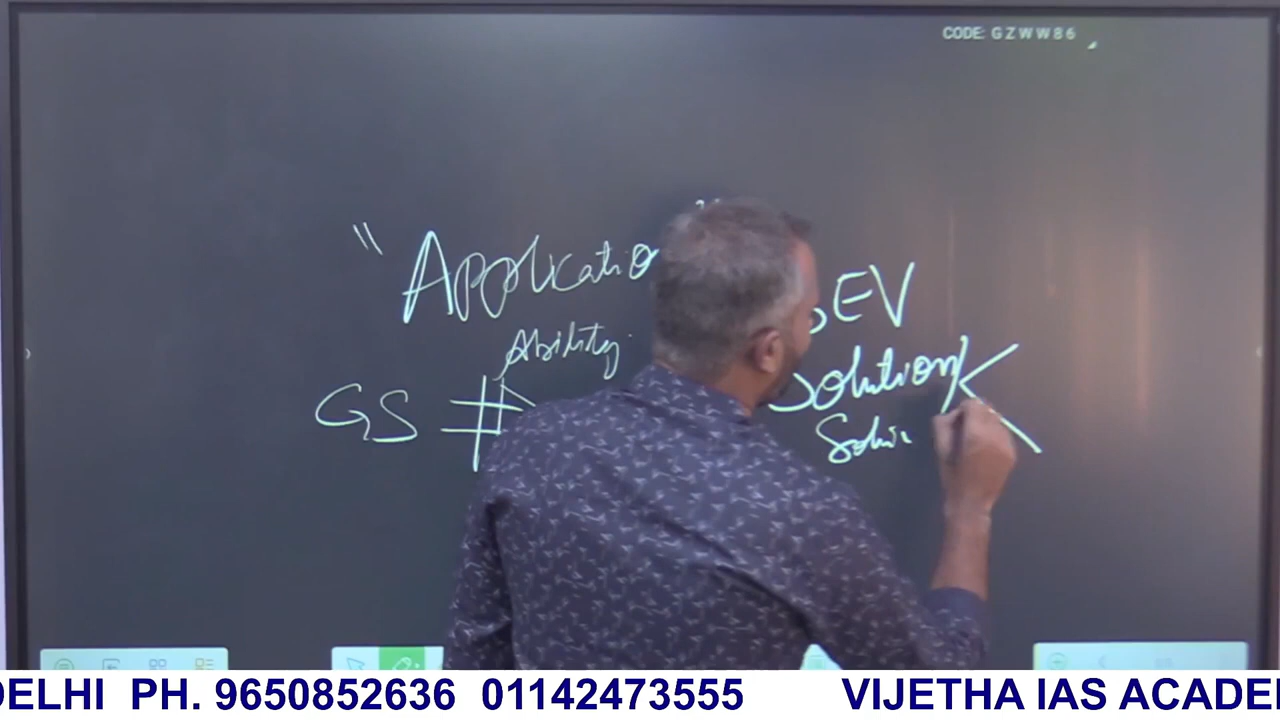 CODE: GZWW86
"Applicatio "
EV
Ability
GS
Solution
DELHI PH. 9650852636 01142473555 VIJETHA IAS ACADE